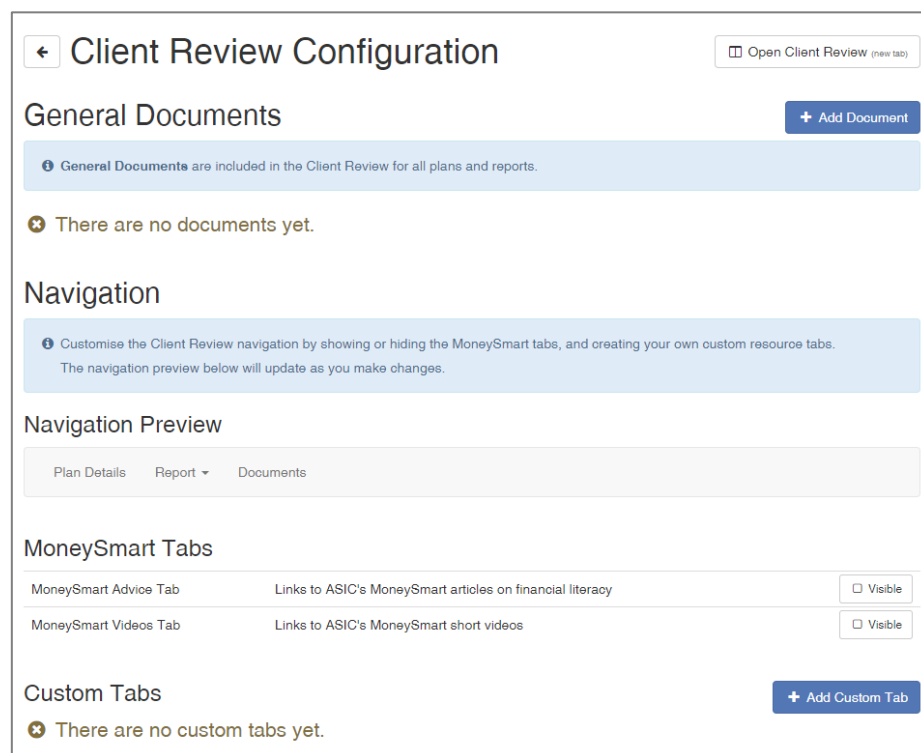 Client Review Configuration
Open Client Review (new tab)
General Documents
Add Document
General Documents are included in the Client Review for all plans and reports.
There are no documents yet.
Navigation
Customise the Client Review navigation by showing or hiding the MoneySmart tabs, and creating your own custom resource tabs.
The navigation preview below will update as you make changes.
Navigation Preview
Plan Details Report Documents
MoneySmart Tabs
MoneySmart Advice Tab Links to ASIC's MoneySmart articles on financial literacy Visible
MoneySmart Videos Tab Links to ASIC's MoneySmart short videos Visible
Custom Tabs
Add Custom Tab
There are no custom tabs yet.